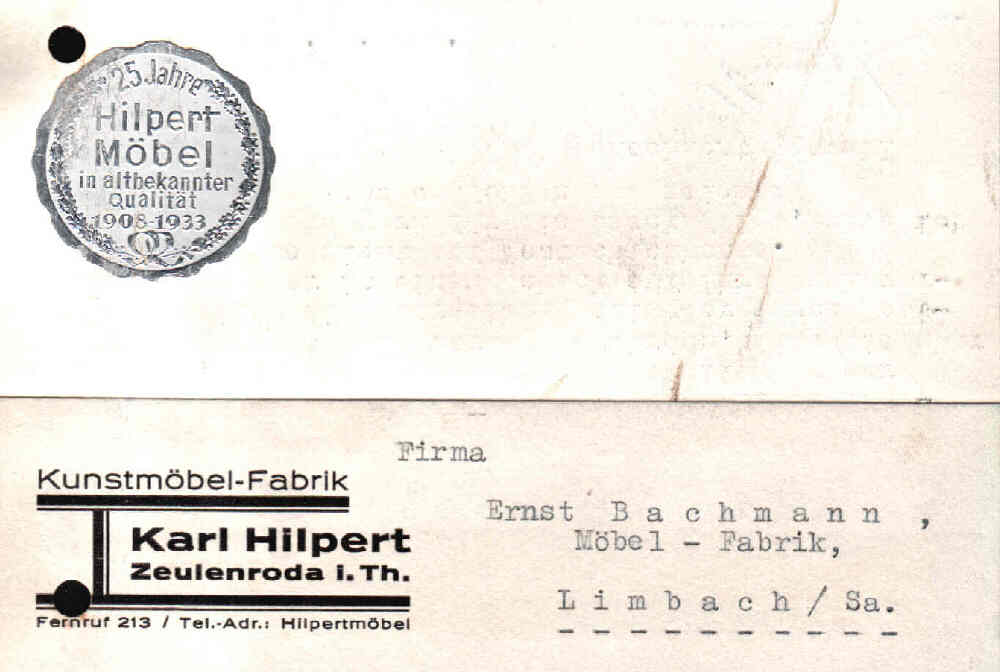 25 Jahre
Hilpert
Möbel
in altbekannter
Qualität
1908-1933
Firma
Kunstmöbel-Fabrik
Ernst Bachmann,
Karl Hilpert
Möbel - Fabrik,
Zeulenroda i.Th.
Limbach/Sa.
Fernruf 213 / Tel.-Adr.: Hilpertmöbel